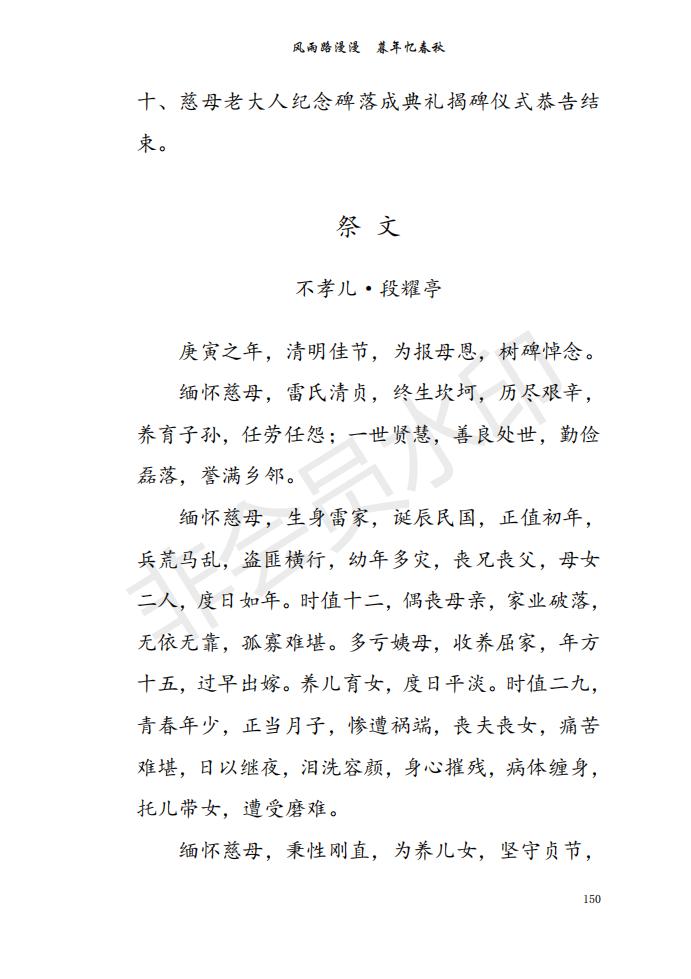 风雨路漫漫 暮年忆春秋
十、慈母老大人纪念碑落成典礼揭碑仪式恭告结
束。
祭 文
不孝儿·段耀亭
庚寅之年，清明佳节，为报母恩，树碑悼念。
缅怀慈母，雷氏清贞，终生坎坷，历尽艰辛，
养育子孙，任劳任怨；一世贤慧，善良处世，勤俭
磊落，誉满乡邻。
缅怀慈母，生身雷家，诞辰民国，正值初年，
兵荒马乱，盗匪横行，幼年多灾，丧兄丧父，母女
二人，度日如年。时值十二，偶丧母亲，家业破落，
无依无靠，孤寡难堪。多亏姨母，收养屈家，年方
十五，过早出嫁。养儿育女，度日平淡。时值二九，
青春年少，正当月子，惨遭祸端，丧夫丧女，痛苦
难堪，日以继夜，泪洗容颜，身心摧残，病体缠身，
托儿带女，遭受磨难。
缅怀慈母，秉性刚直，为养儿女，坚守贞节，
150
非会员水印